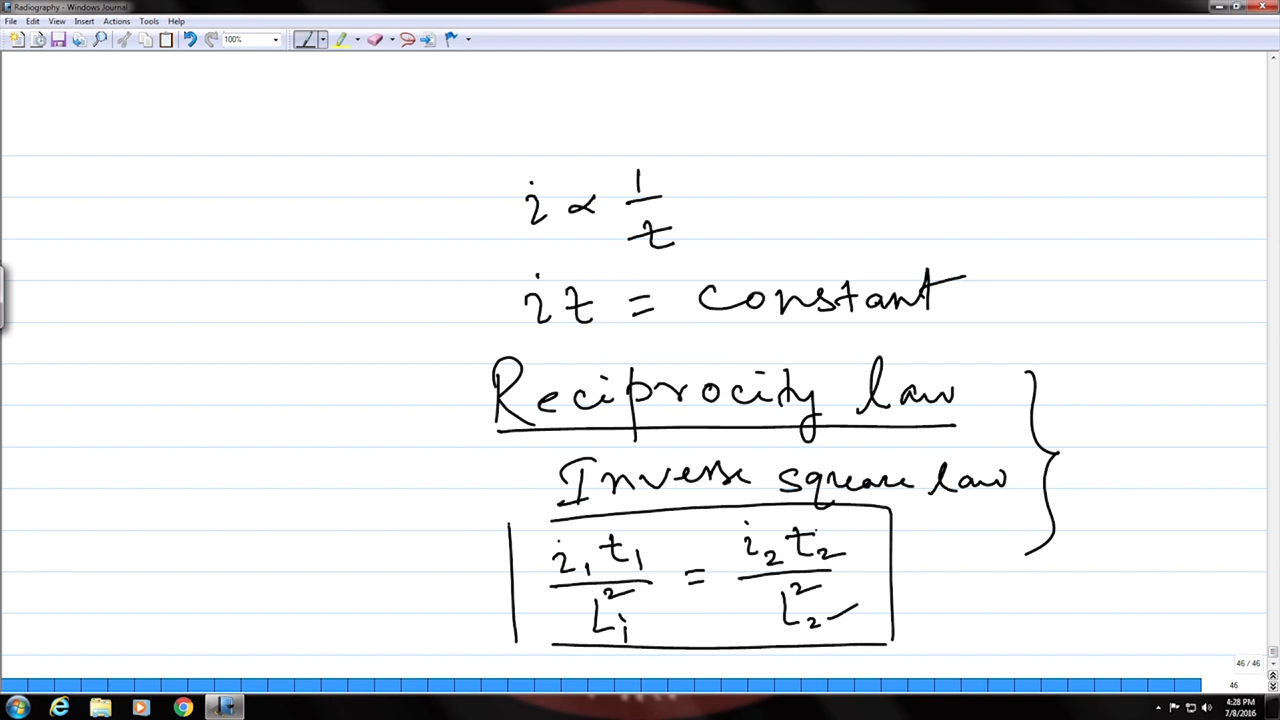 Radiography - Windows Journal
File Edit View Insert Actions Tools Help
100%
i ∝ 1/t
it = constant
Reciprocity law
Inverse square law
i₁t₁/L₁² = i₂t₂/L₂²
46 / 46
46
4:28 PM
7/8/2016